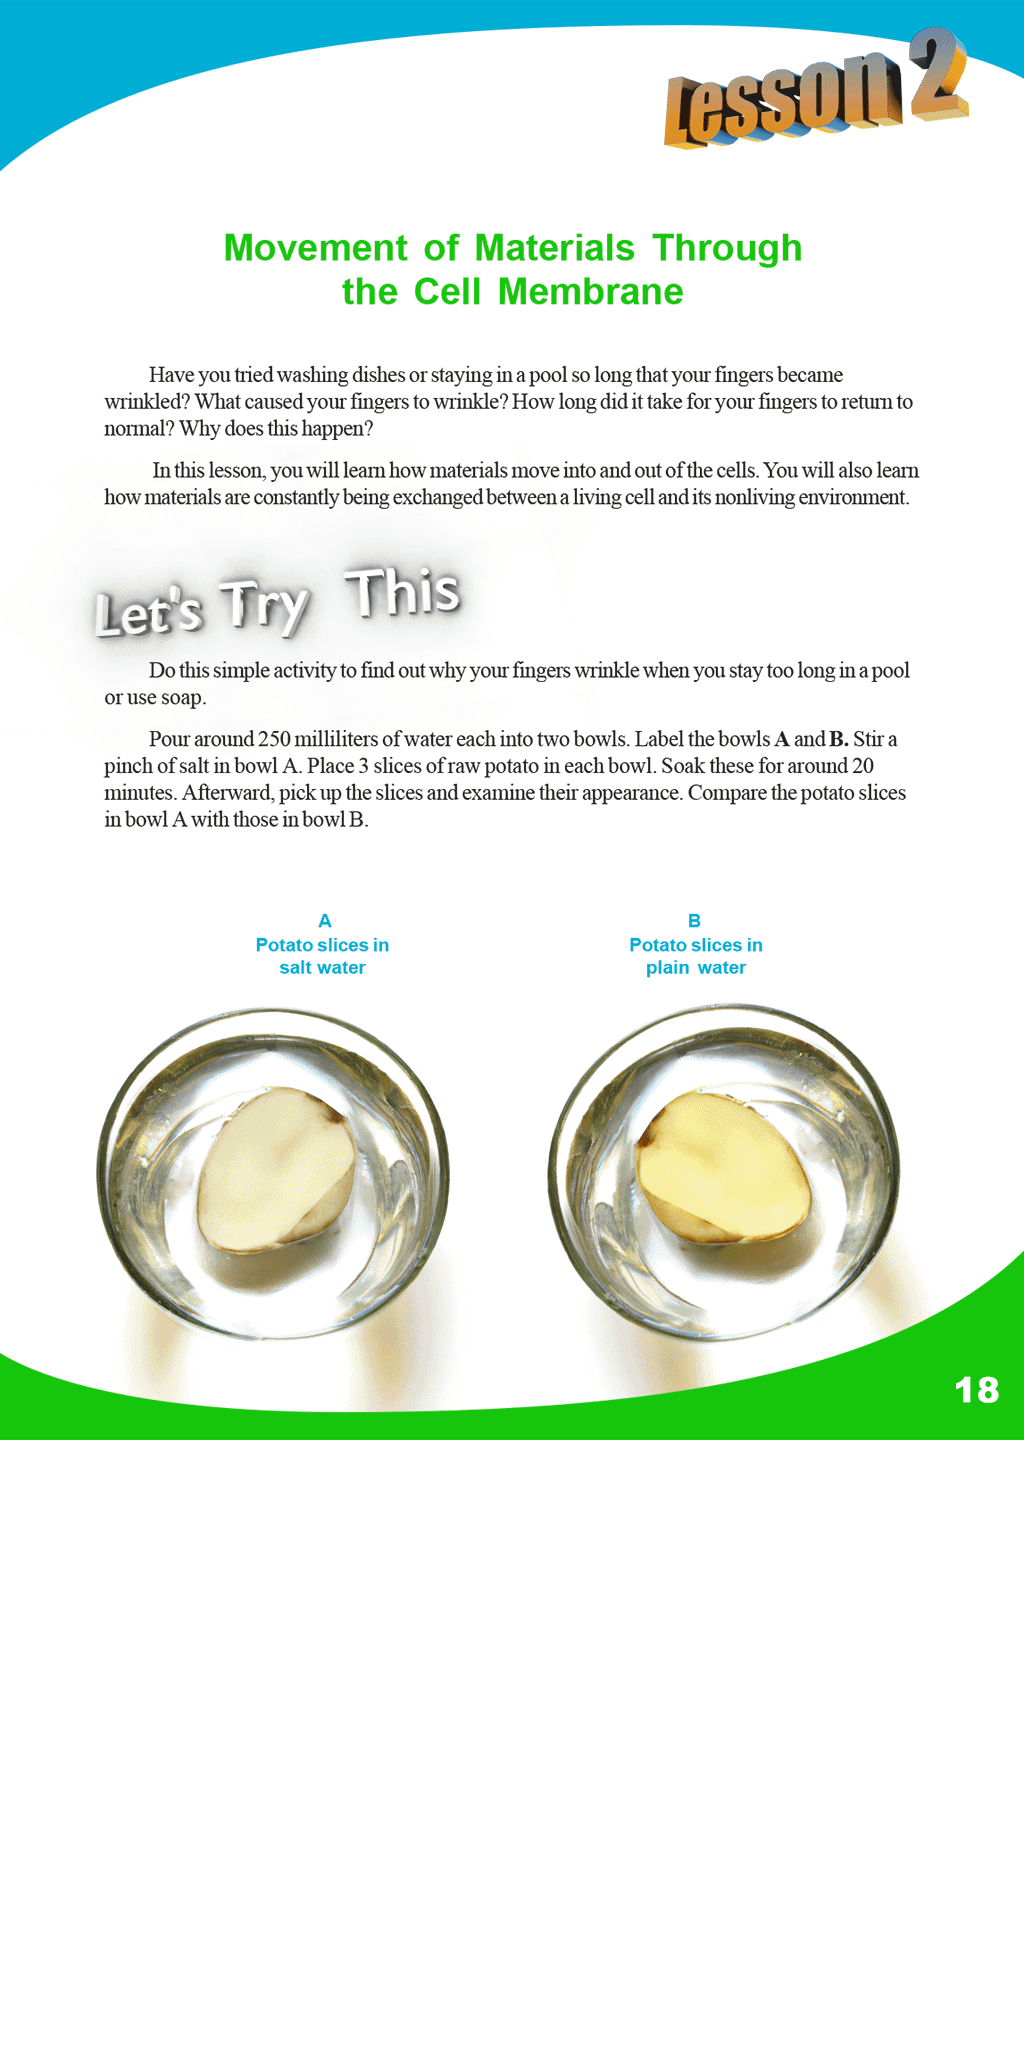 Lesson 2
Movement of Materials Through
the Cell Membrane
Have you tried washing dishes or staying in a pool so long that your fingers became
wrinkled? What caused your fingers to wrinkle? How long did it take for your fingers to return to
normal? Why does this happen?
In this lesson, you will learn how materials move into and out of the cells. You will also learn
how materials are constantly being exchanged between a living cell and its nonliving environment.
Let's Try This
Do this simple activity to find out why your fingers wrinkle when you stay too long in a pool
or use soap.
Pour around 250 milliliters of water each into two bowls. Label the bowls A and B. Stir a
pinch of salt in bowl A. Place 3 slices of raw potato in each bowl. Soak these for around 20
minutes. Afterward, pick up the slices and examine their appearance. Compare the potato slices
in bowl A with those in bowl B.
A
Potato slices in
salt water
B
Potato slices in
plain water
18